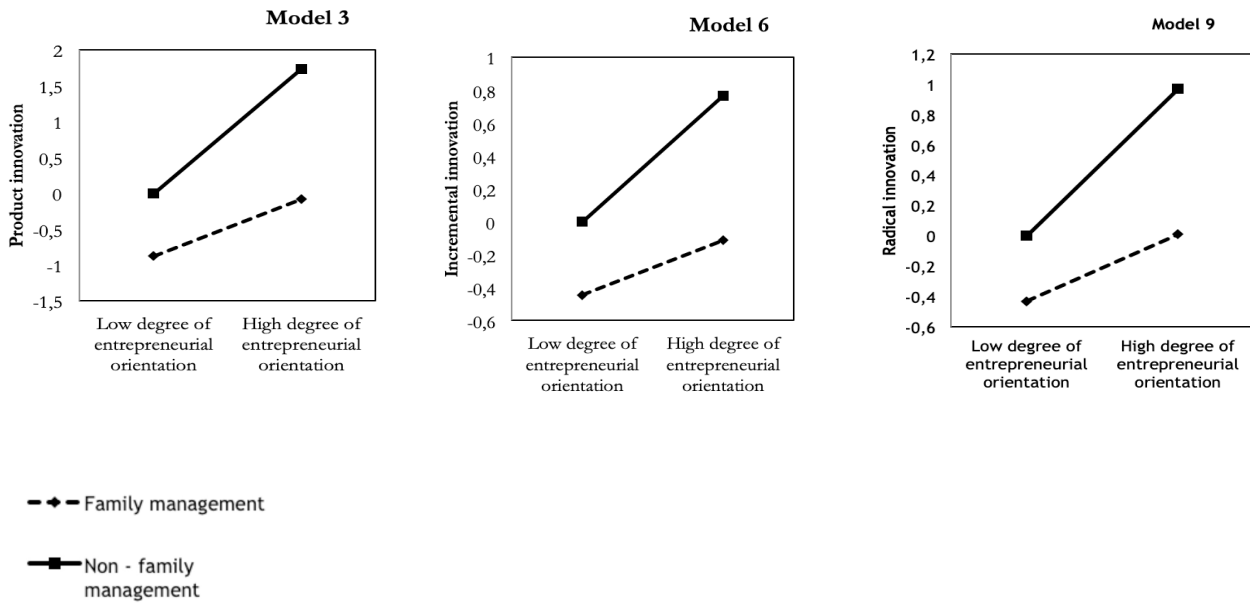 Model 3
Product innovation
2
1,5
1
0,5
0
-0,5
-1
-1,5
Low degree of
entrepreneurial
orientation
High degree of
entrepreneurial
orientation
Model 6
Incremental innovation
1
0,8
0,6
0,4
0,2
0
-0,2
-0,4
-0,6
Low degree of
entrepreneurial
orientation
High degree of
entrepreneurial
orientation
Model 9
Radical innovation
1,2
1
0,8
0,6
0,4
0,2
0
-0,2
-0,4
-0,6
Low degree of
entrepreneurial
orientation
High degree of
entrepreneurial
orientation
Family management
Non - family
management